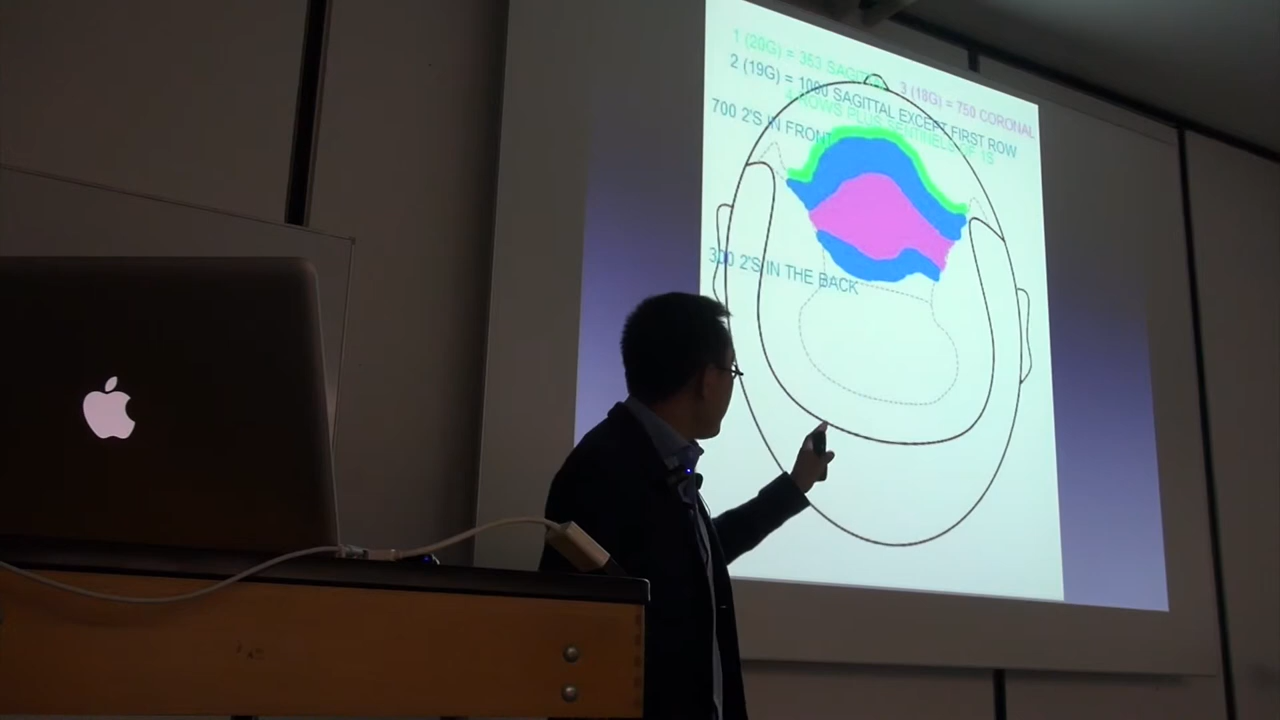 1 (20G) = 363 SAGITTAL
2 (19G) = 1000 SAGITTAL EXCEPT FIRST ROW
3 (18G) = 750 CORONAL
4 ROWS PLUS SENTINELS OF 1S
700 2'S IN FRONT
300 2'S IN THE BACK